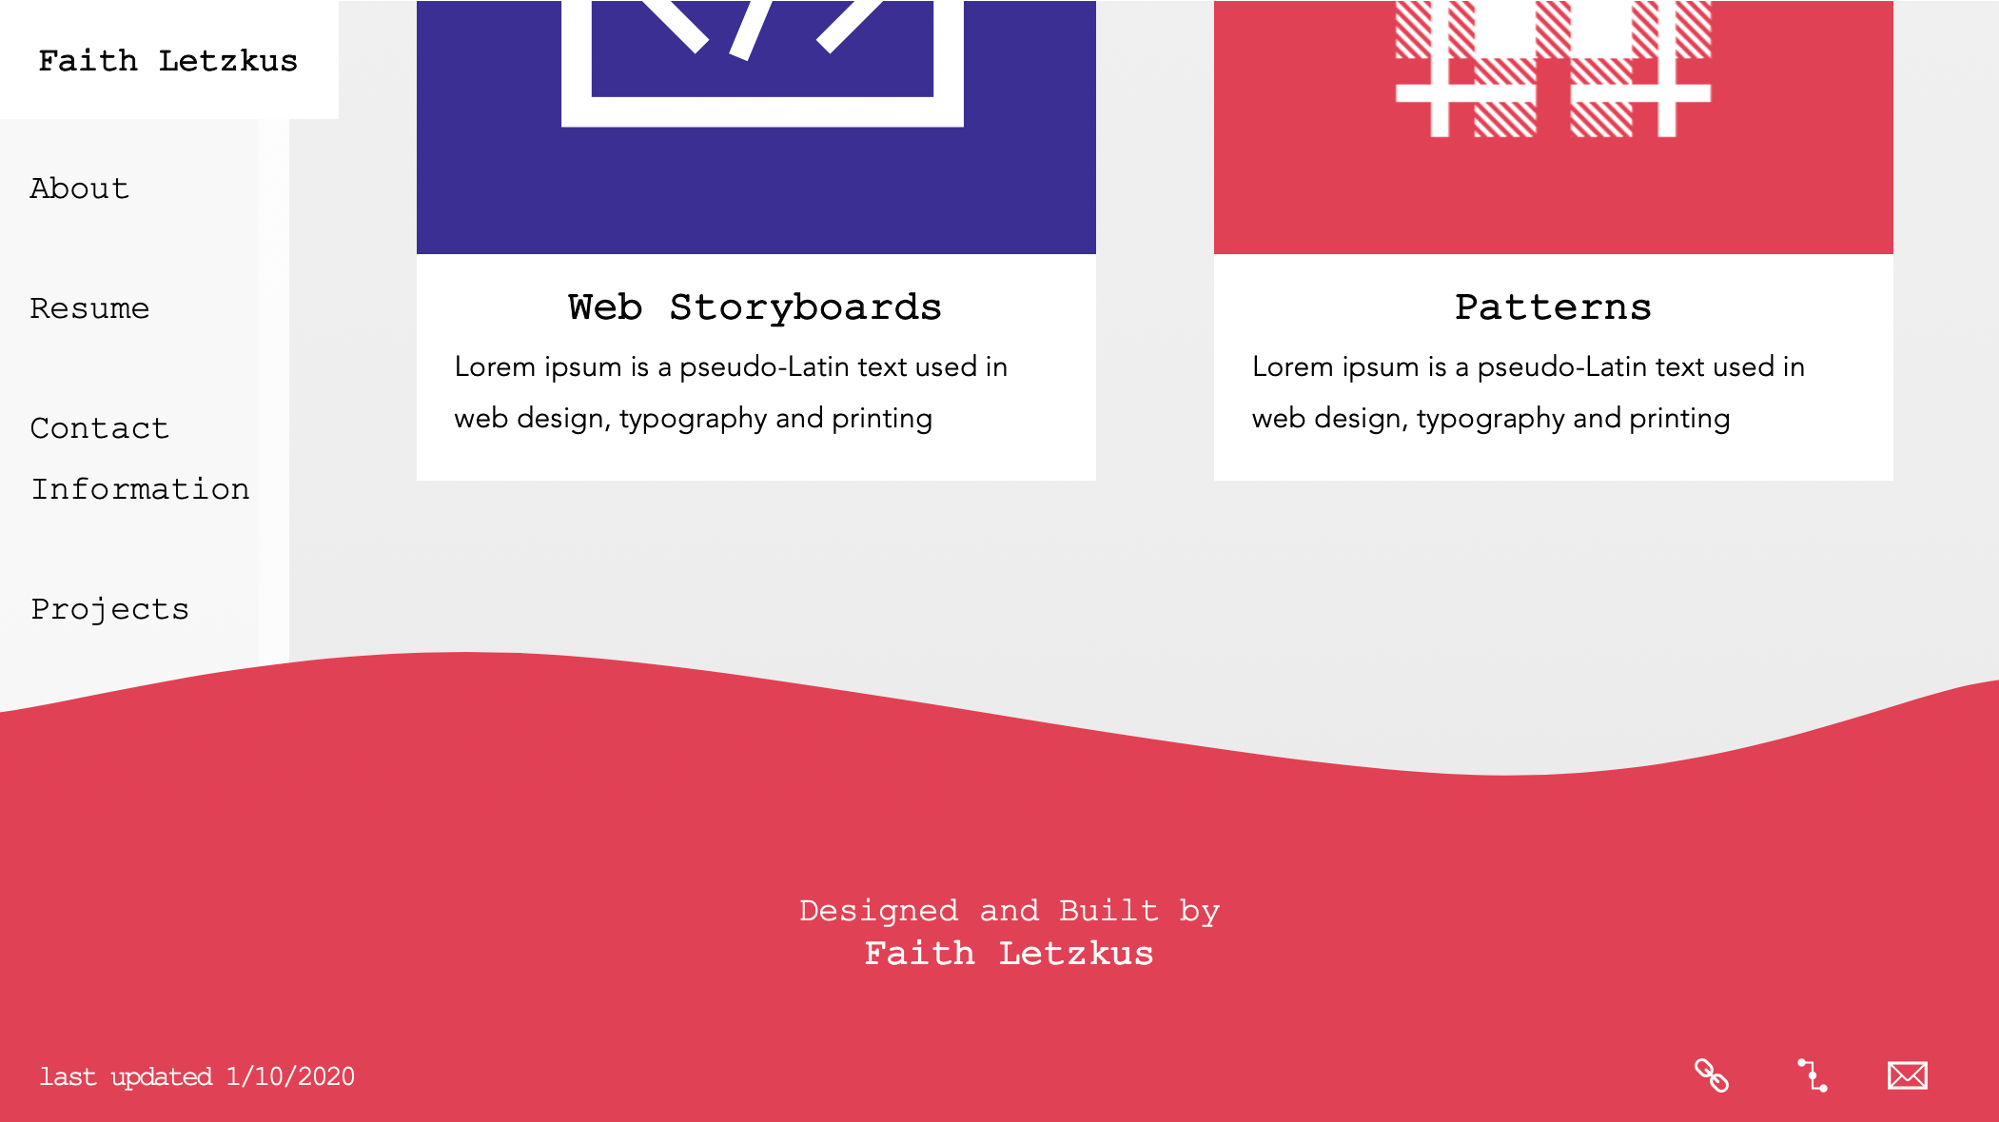 Faith Letzkus
About
Resume
Contact
Information
Projects
Web Storyboards
Lorem ipsum is a pseudo-Latin text used in
web design, typography and printing
Patterns
Lorem ipsum is a pseudo-Latin text used in
web design, typography and printing
Designed and Built by
Faith Letzkus
last updated 1/10/2020